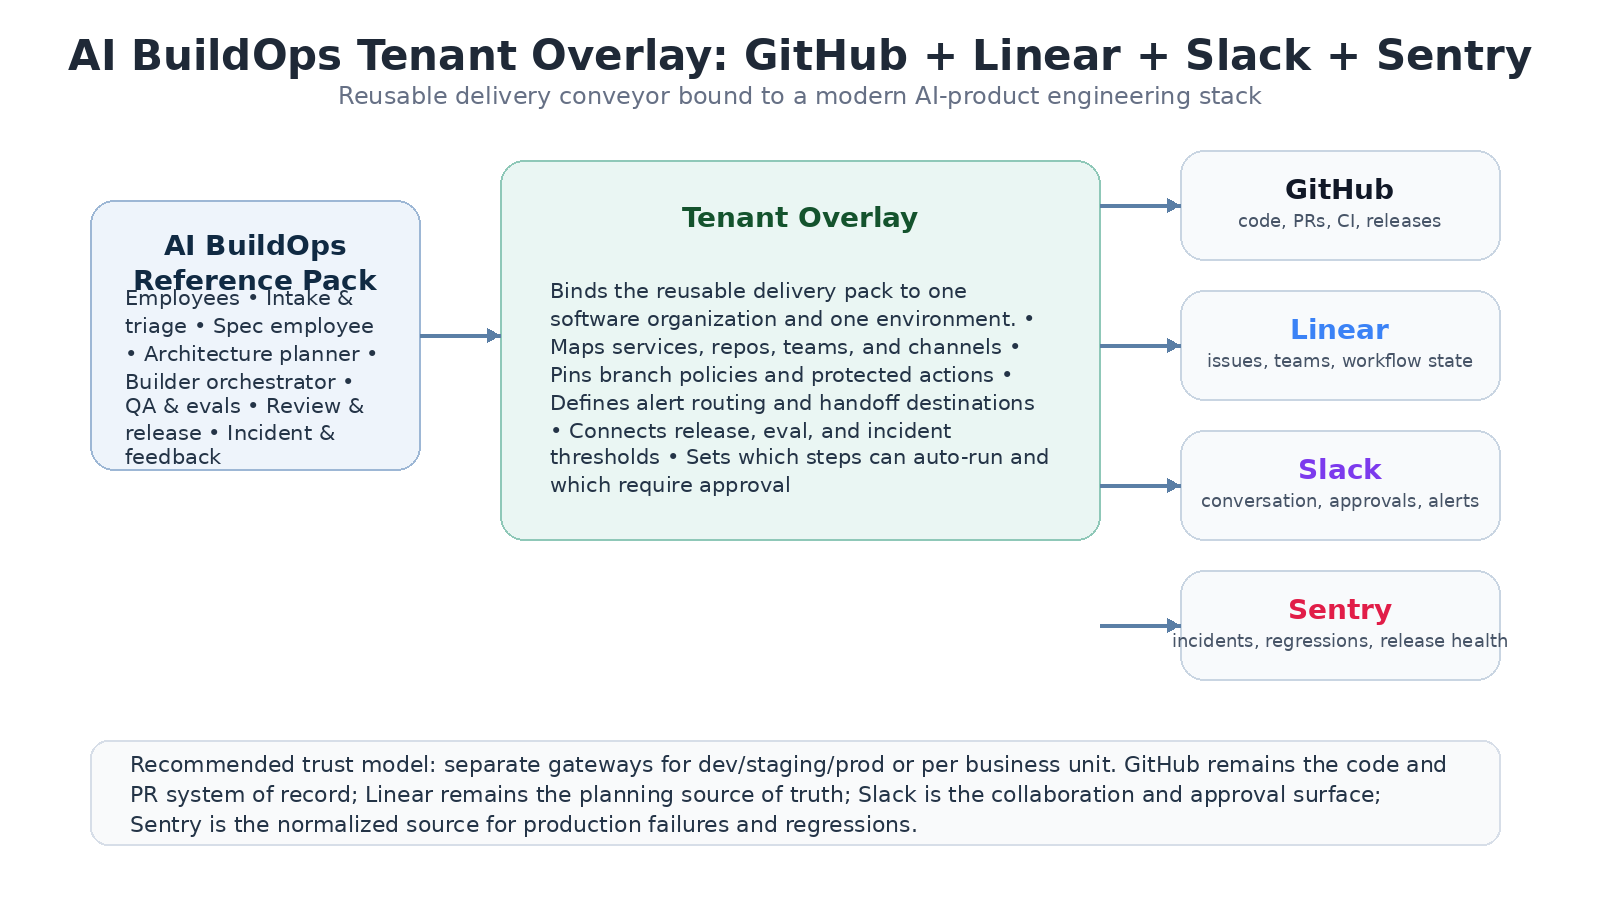 AI BuildOps Tenant Overlay: GitHub + Linear + Slack + Sentry
Reusable delivery conveyor bound to a modern AI-product engineering stack
AI BuildOps
Reference Pack
Employees • Intake &
triage • Spec employee
• Architecture planner •
Builder orchestrator •
QA & evals • Review &
release • Incident &
feedback
Tenant Overlay
Binds the reusable delivery pack to one
software organization and one environment. •
Maps services, repos, teams, and channels •
Pins branch policies and protected actions •
Defines alert routing and handoff destinations
• Connects release, eval, and incident
thresholds • Sets which steps can auto-run and
which require approval
GitHub
code, PRs, CI, releases
Linear
issues, teams, workflow state
Slack
conversation, approvals, alerts
Sentry
incidents, regressions, release health
Recommended trust model: separate gateways for dev/staging/prod or per business unit. GitHub remains the code and
PR system of record; Linear remains the planning source of truth; Slack is the collaboration and approval surface;
Sentry is the normalized source for production failures and regressions.